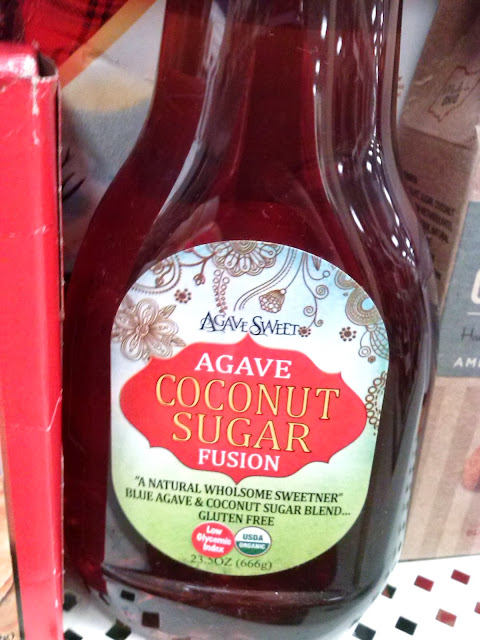 AGAVE SWEET
AGAVE
COCONUT
SUGAR
FUSION
"A NATURAL WHOLSOME SWEETNER"
BLUE AGAVE & COCONUT SUGAR BLEND...
GLUTEN FREE
Low
Glycemic
Index
USDA
ORGANIC
23.5OZ (666g)